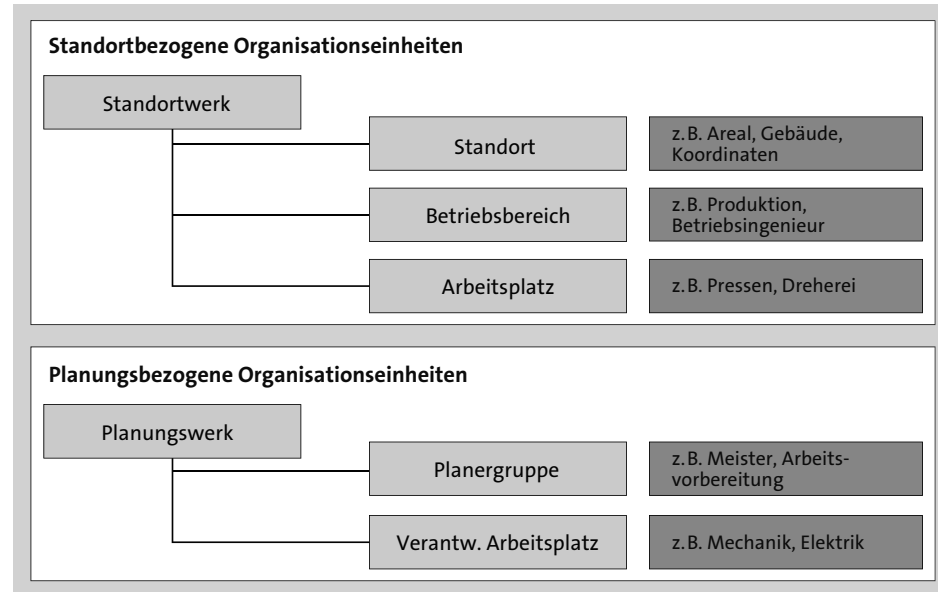 Standortbezogene Organisationseinheiten
Standortwerk
Standort
z.B. Areal, Gebäude,
Koordinaten
Betriebsbereich
z.B. Produktion,
Betriebsingenieur
Arbeitsplatz
z.B. Pressen, Dreherei
Planungsbezogene Organisationseinheiten
Planungswerk
Planergruppe
z.B. Meister, Arbeits-
vorbereitung
Verantw. Arbeitsplatz
z.B. Mechanik, Elektrik